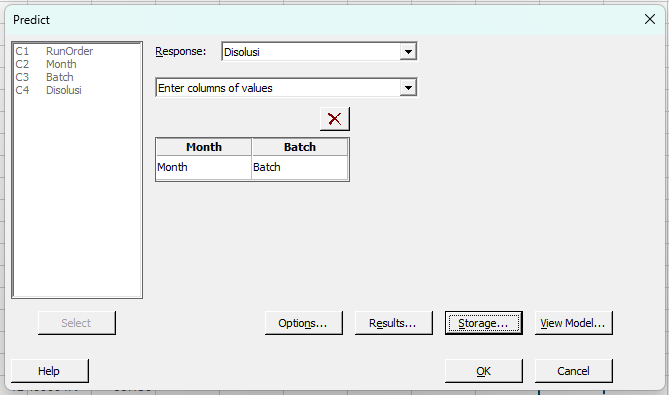 Predict
C1 RunOrder
C2 Month
C3 Batch
C4 Disolusi
Response: Disolusi
Enter columns of values
Month Batch
Month Batch
Select
Options... Results... Storage... View Model...
Help
OK Cancel